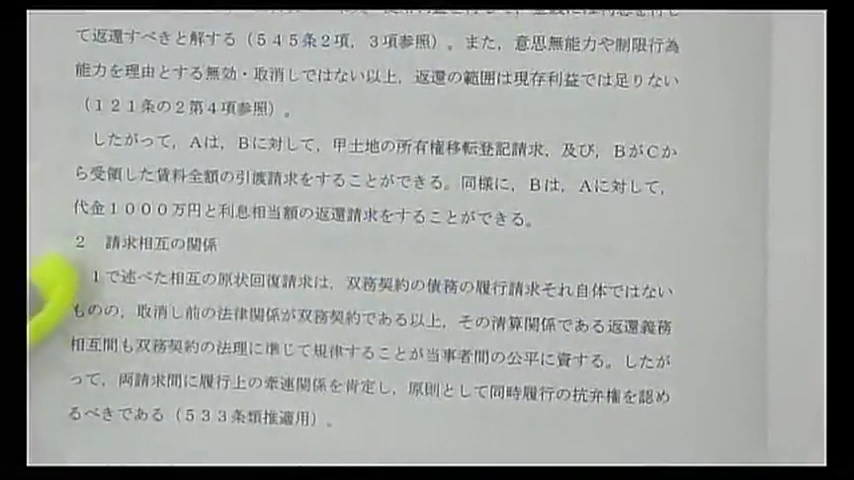 て返還すべきと解する（５４５条２項，３項参照）。また，意思無能力や制限行為
能力を理由とする無効・取消しではない以上，返還の範囲は現存利益では足りない
（１２１条の２第４項参照）。
したがって，Ａは，Ｂに対して，甲土地の所有権移転登記請求，及び，ＢがＣか
ら受領した賃料全額の引渡請求をすることができる。同様に，Ｂは，Ａに対して，
代金１０００万円と利息相当額の返還請求をすることができる。
２　請求相互の関係
１で述べた相互の原状回復請求は，双務契約の債務の履行請求それ自体ではない
ものの，取消し前の法律関係が双務契約である以上，その清算関係である返還義務
相互間も双務契約の法理に準じて規律することが当事者間の公平に資する。したが
って，両請求間に履行上の牽連関係を肯定し，原則として同時履行の抗弁権を認め
るべきである（５３３条類推適用）。